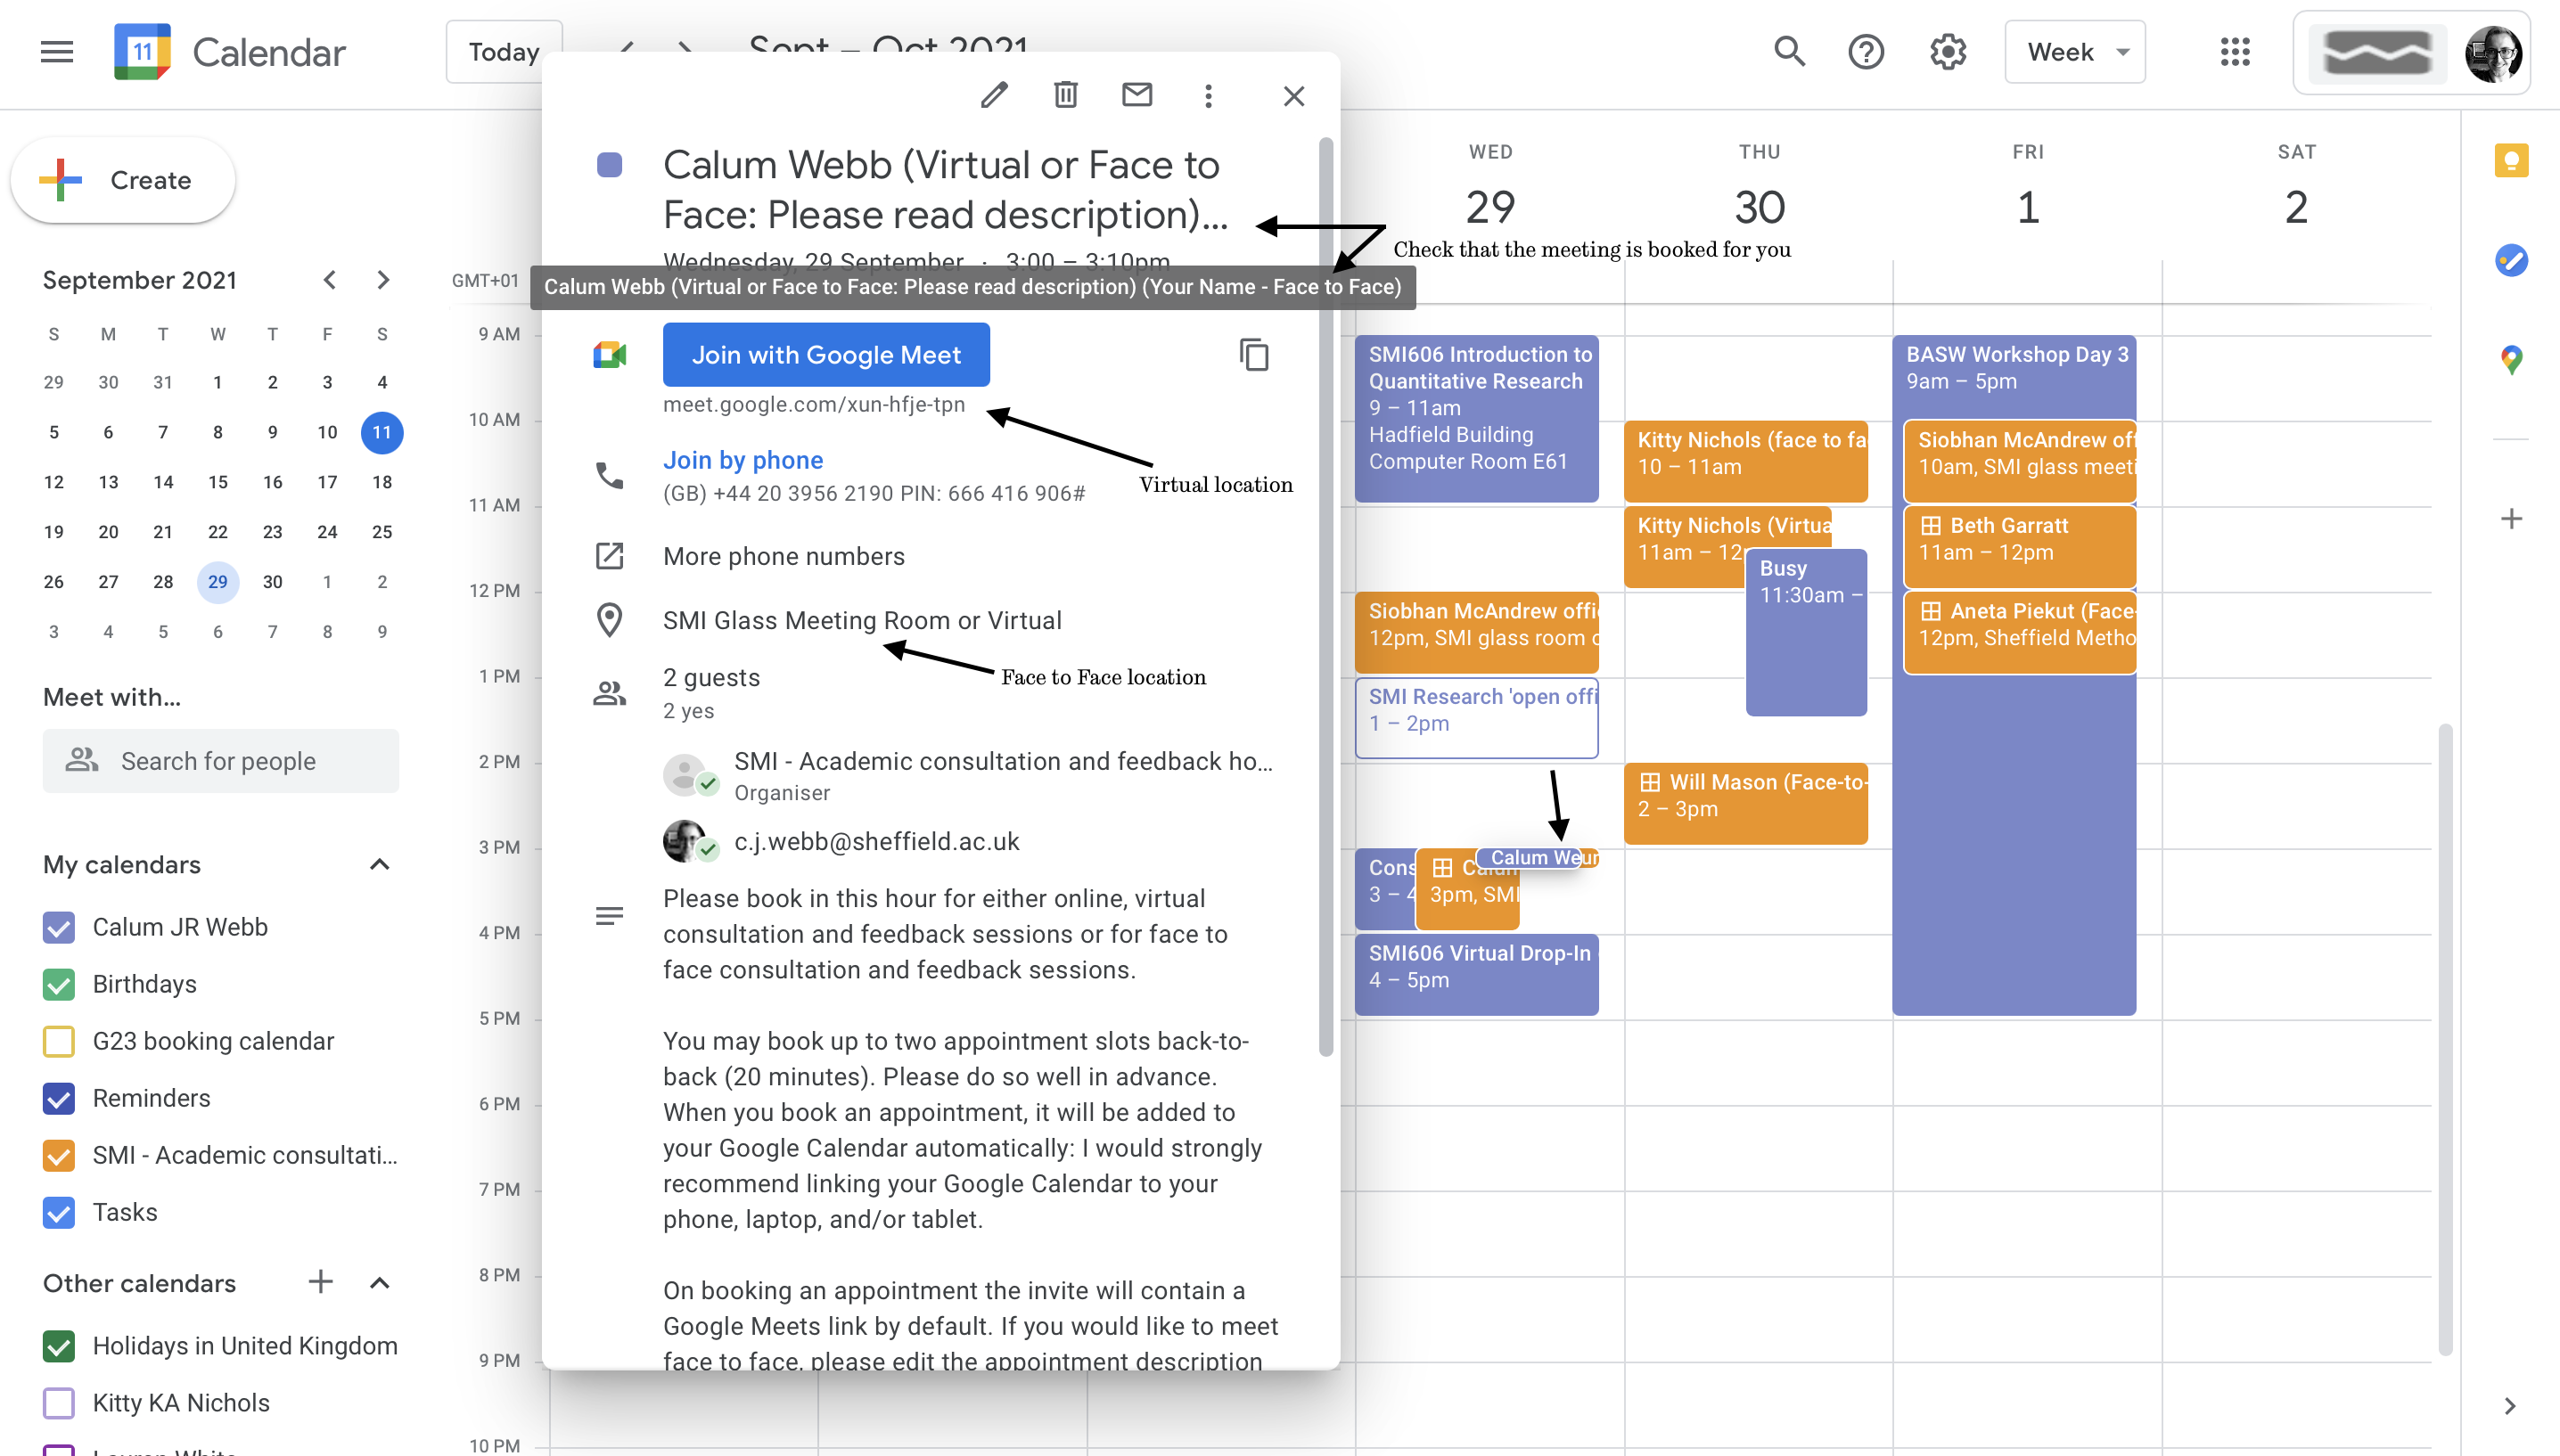 11 Calendar
Today
Sept – Oct 2021
Week
Create
September 2021
S M T W T F S
29 30 31 1 2 3 4
5 6 7 8 9 10 11
12 13 14 15 16 17 18
19 20 21 22 23 24 25
26 27 28 29 30 1 2
3 4 5 6 7 8 9
Meet with...
Search for people
My calendars
Calum JR Webb
Birthdays
G23 booking calendar
Reminders
SMI - Academic consultati...
Tasks
Other calendars
Holidays in United Kingdom
Kitty KA Nichols
GMT+01
9 AM
10 AM
11 AM
12 PM
1 PM
2 PM
3 PM
4 PM
5 PM
6 PM
7 PM
8 PM
9 PM
10 PM
Calum Webb (Virtual or Face to
Face: Please read description)...
Wednesday, 29 September · 3:00 – 3:10pm
Calum Webb (Virtual or Face to Face: Please read description) (Your Name - Face to Face)
Check that the meeting is booked for you
Join with Google Meet
meet.google.com/xun-hfje-tpn
Virtual location
Join by phone
(GB) +44 20 3956 2190 PIN: 666 416 906#
More phone numbers
SMI Glass Meeting Room or Virtual
Face to Face location
2 guests
2 yes
SMI - Academic consultation and feedback ho...
Organiser
c.j.webb@sheffield.ac.uk
Please book in this hour for either online, virtual
consultation and feedback sessions or for face to
face consultation and feedback sessions.
You may book up to two appointment slots back-to-
back (20 minutes). Please do so well in advance.
When you book an appointment, it will be added to
your Google Calendar automatically: I would strongly
recommend linking your Google Calendar to your
phone, laptop, and/or tablet.
On booking an appointment the invite will contain a
Google Meets link by default. If you would like to meet
face to face, please edit the appointment description
WED
29
SMI606 Introduction to
Quantitative Research
9 – 11am
Hadfield Building
Computer Room E61
Siobhan McAndrew offi
12pm, SMI glass room o
SMI Research 'open offi
1 – 2pm
Cons
3 – 4
3pm, SMI
Calum We
SMI606 Virtual Drop-In
4 – 5pm
THU
30
Kitty Nichols (face to fa
10 – 11am
Kitty Nichols (Virtua
11am – 12p
Busy
11:30am –
Will Mason (Face-to-
2 – 3pm
FRI
1
BASW Workshop Day 3
9am – 5pm
Siobhan McAndrew off
10am, SMI glass meeti
Beth Garratt
11am – 12pm
Aneta Piekut (Face-
12pm, Sheffield Metho
SAT
2